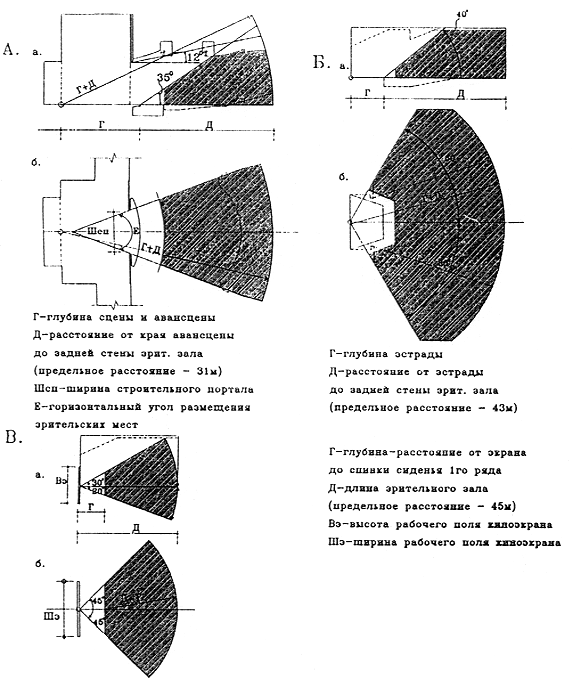 А.
а.
12°
35°
Г+Д
Г
Д
б.
Шсп
Е
Г+Д
Г-глубина сцены и авансцены
Д-расстояние от края авансцены
до задней стены зрит. зала
(предельное расстояние - 31м)
Шсп-ширина строительного портала
Е-горизонтальный угол размещения
зрительских мест
Б.
40°
а.
Г
Д
б.
Г-глубина эстрады
Д-расстояние от эстрады
до задней стены зрит. зала
(предельное расстояние - 43м)
В.
а.
Вэ
20°
20°
Г
Д
б.
Шэ
45°
45°
Г-глубина-расстояние от экрана
до спинки сиденья 1го ряда
Д-длина зрительного зала
(предельное расстояние - 45м)
Вэ-высота рабочего поля киноэкрана
Шэ-ширина рабочего поля киноэкрана